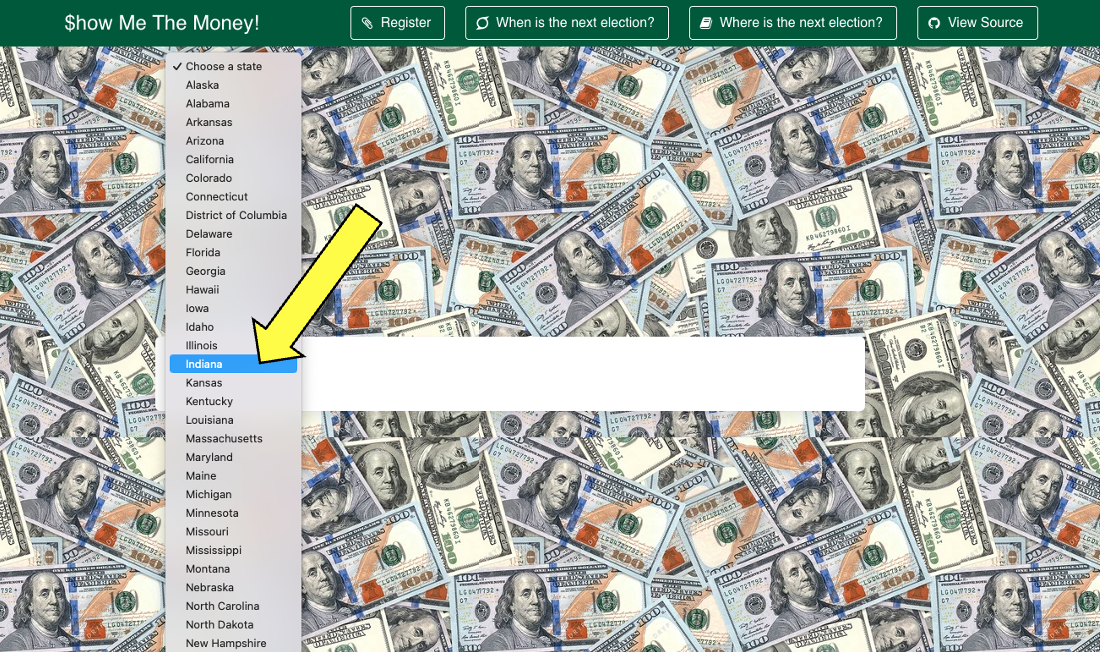 $how Me The Money!
Register
When is the next election?
Where is the next election?
View Source
✓ Choose a state
Alaska
Alabama
Arkansas
Arizona
California
Colorado
Connecticut
District of Columbia
Delaware
Florida
Georgia
Hawaii
Iowa
Idaho
Illinois
Indiana
Kansas
Kentucky
Louisiana
Massachusetts
Maryland
Maine
Michigan
Minnesota
Missouri
Mississippi
Montana
Nebraska
North Carolina
North Dakota
New Hampshire